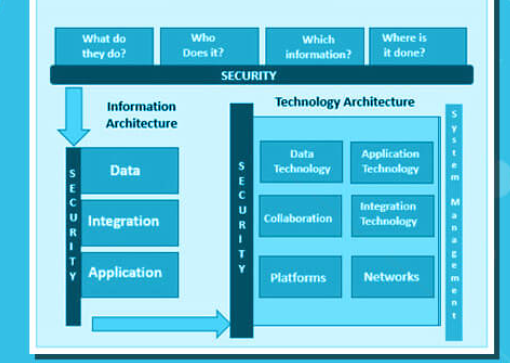 What do
they do?
Who
Does it?
Which
information?
Where is
it done?
SECURITY
Information
Architecture
Technology Architecture
SECURITY
Data
Integration
Application
SECURITY
Data
Technology
Application
Technology
Collaboration
Integration
Technology
Platforms
Networks
System Management